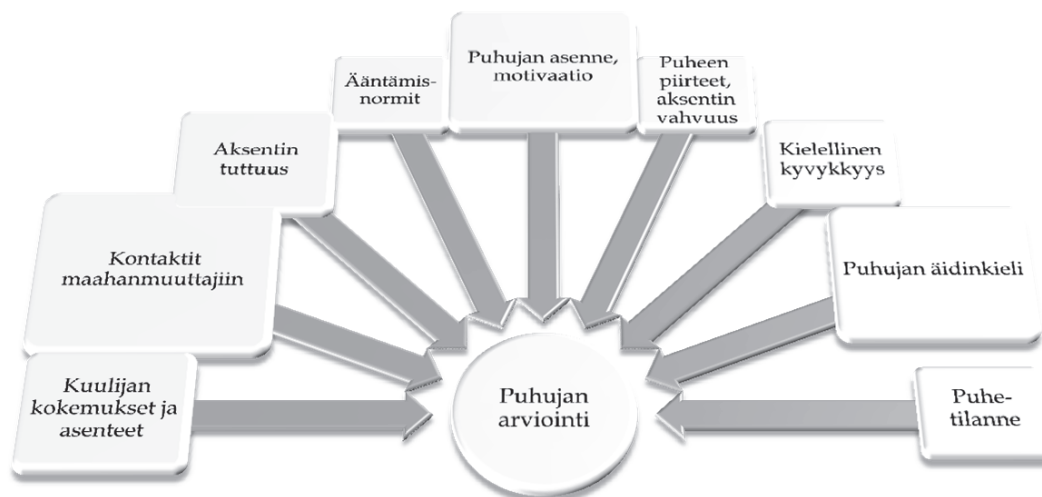 Puhujan asenne,
motivaatio
Ääntämis-
normit
Puheen
piirteet,
aksentin
vahvuus
Aksentin
tuttuus
Kielellinen
kyvykkyys
Kontaktit
maahanmuuttajiin
Puhujan äidinkieli
Kuulijan
kokemukset ja
asenteet
Puhujan
arviointi
Puhe-
tilanne